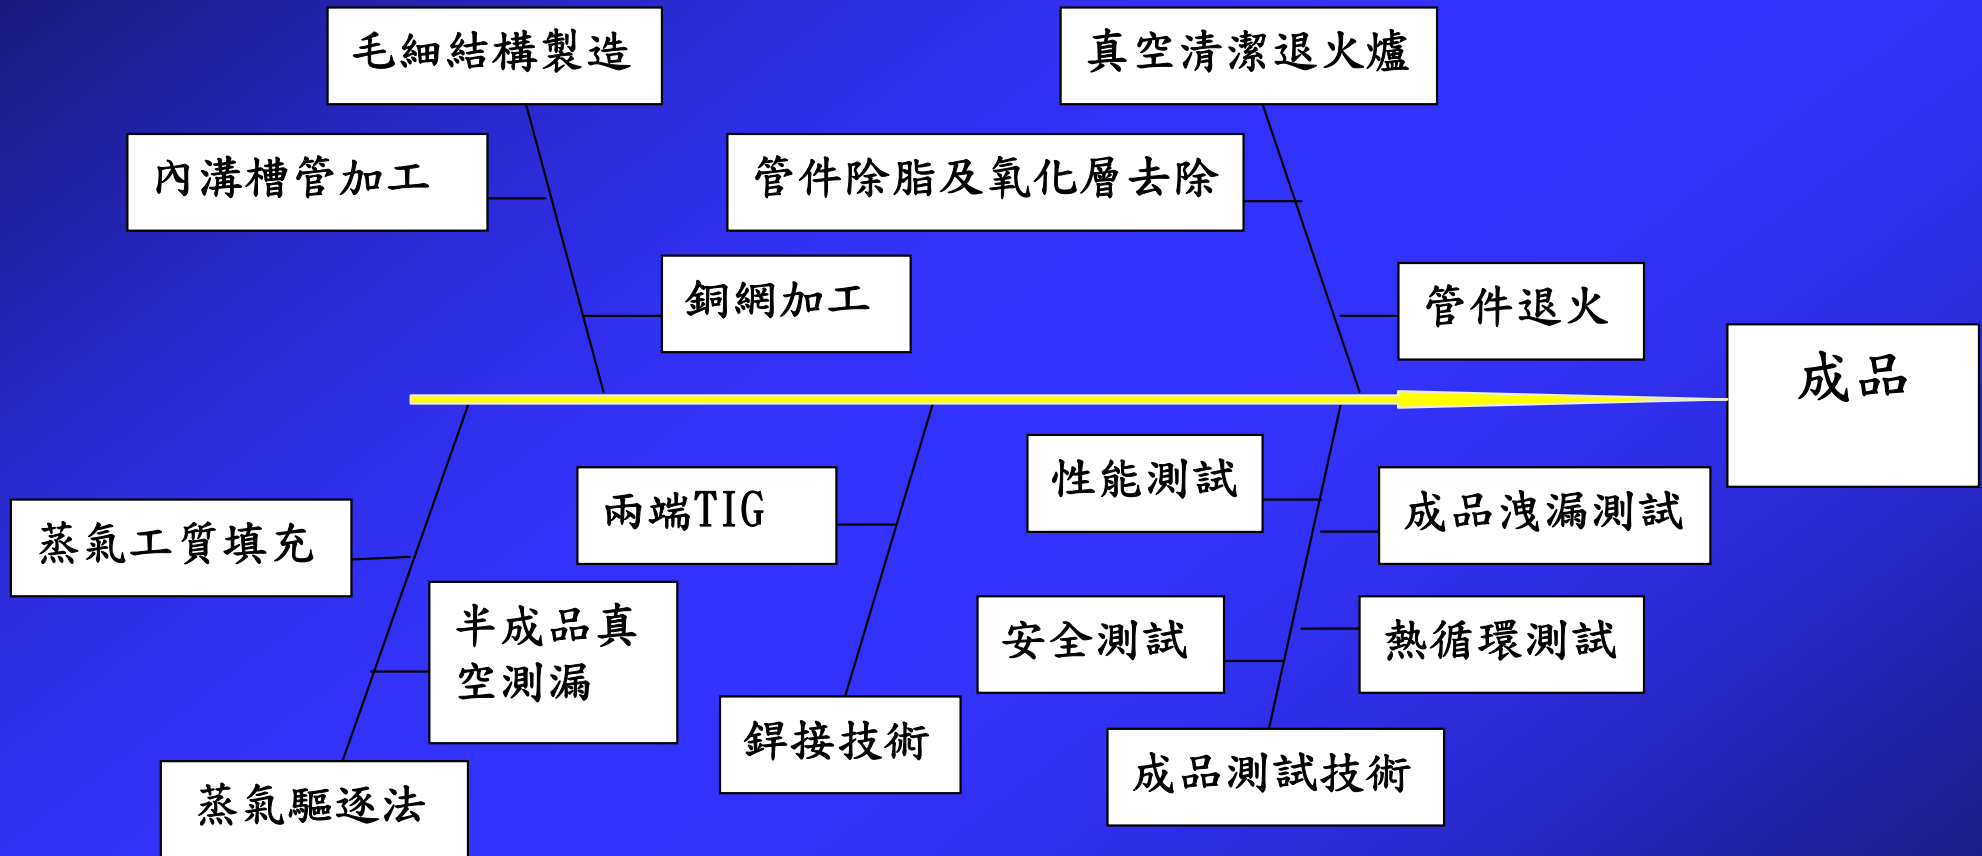 毛細結構製造
真空清潔退火爐
內溝槽管加工
管件除脂及氧化層去除
銅網加工
管件退火
成品
性能測試
兩端TIG
成品洩漏測試
蒸氣工質填充
半成品真
空測漏
安全測試
熱循環測試
銲接技術
成品測試技術
蒸氣驅逐法